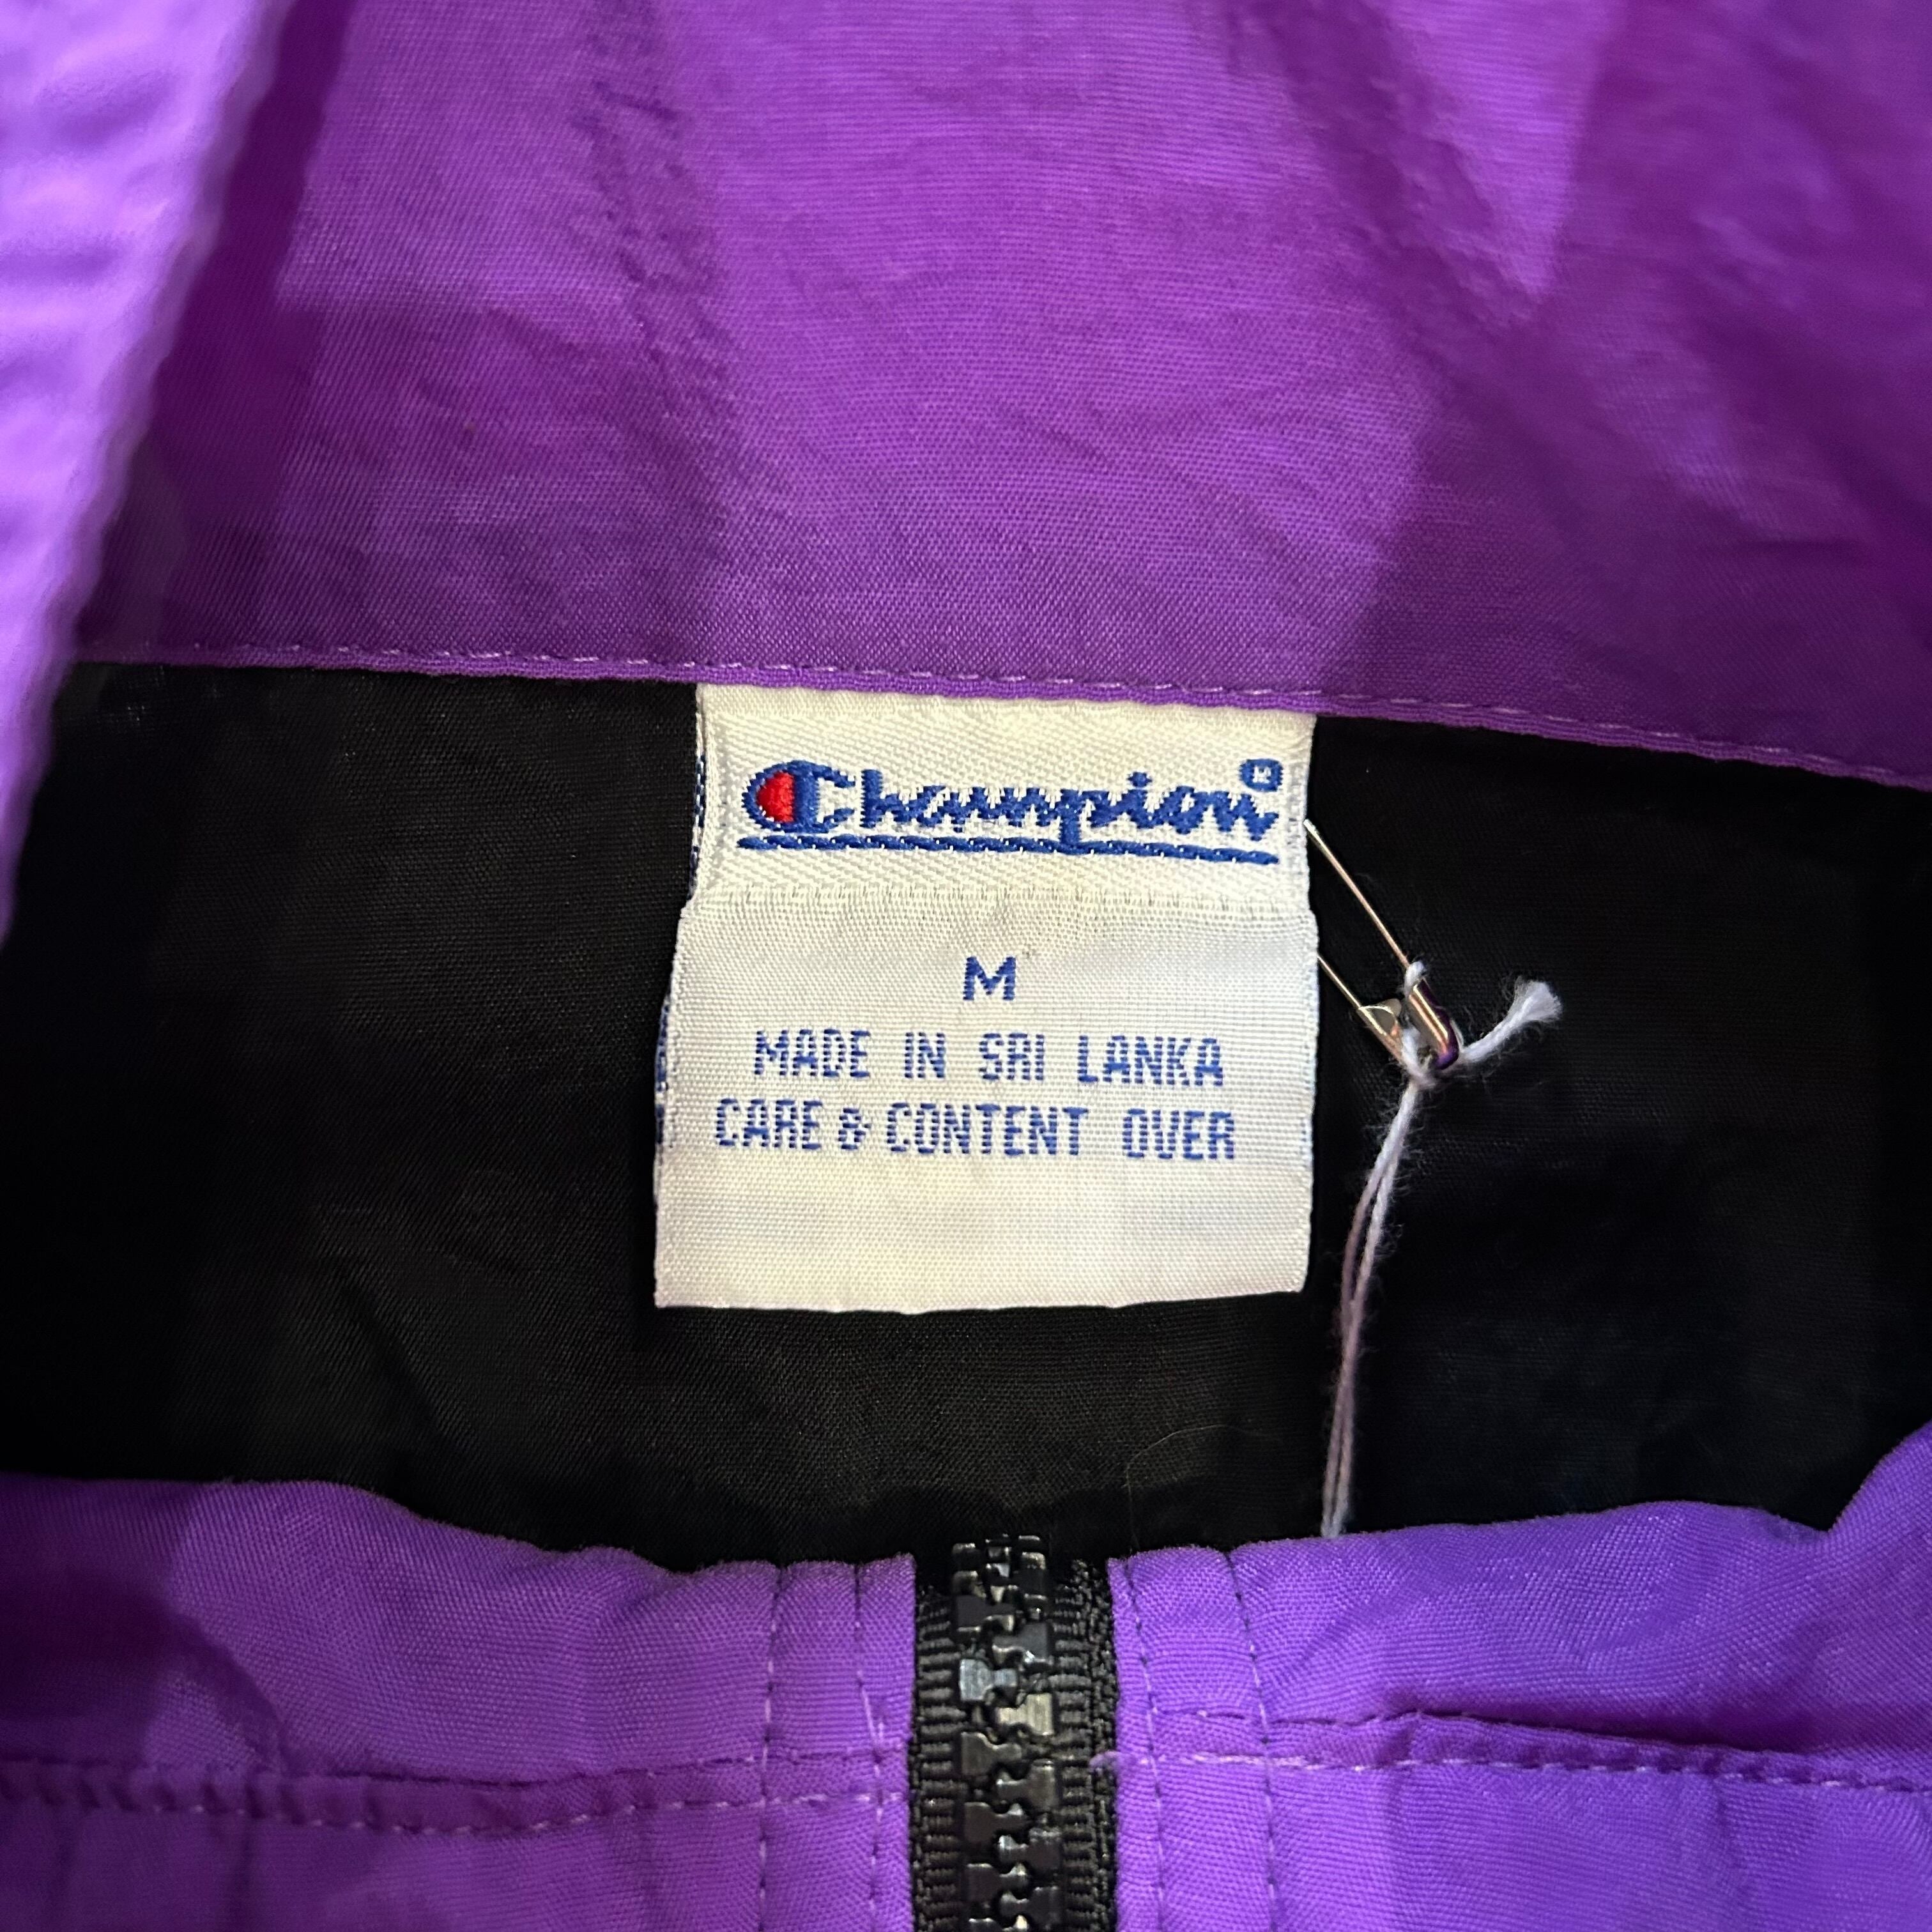 Champion®
M
MADE IN SRI LANKA
CARE & CONTENT OVER